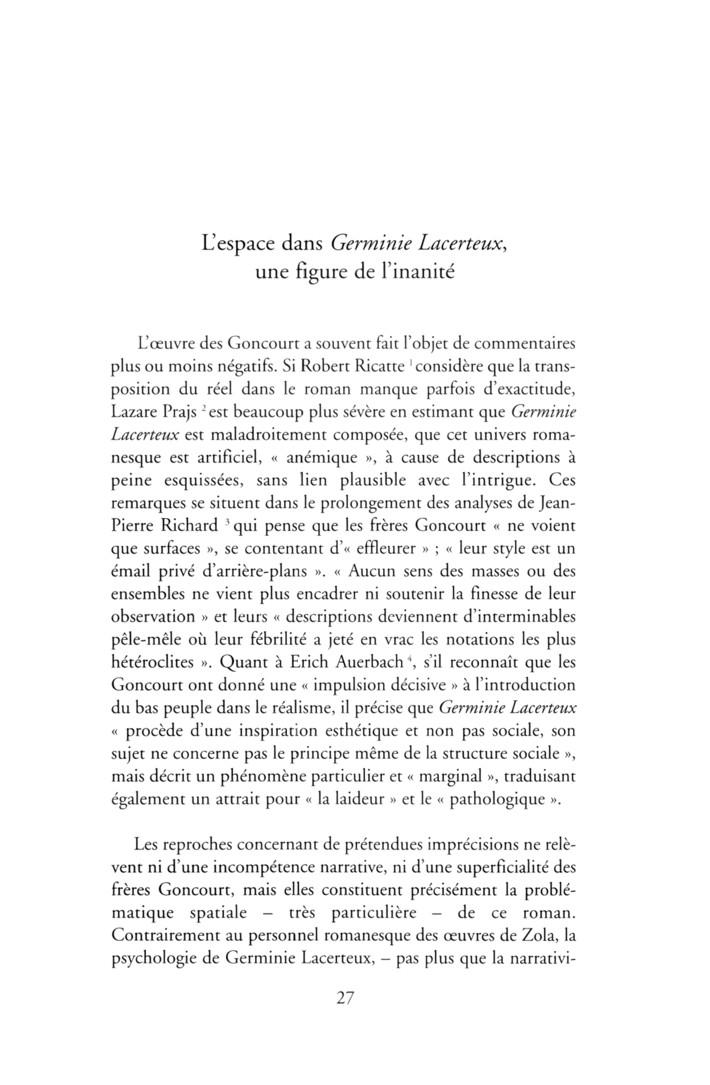 L'espace dans Germinie Lacerteux,
une figure de l'inanité
L'œuvre des Goncourt a souvent fait l'objet de commentaires
plus ou moins négatifs. Si Robert Ricatte 1 considère que la trans-
position du réel dans le roman manque parfois d'exactitude,
Lazare Prajs 2 est beaucoup plus sévère en estimant que Germinie
Lacerteux est maladroitement composée, que cet univers roma-
nesque est artificiel, « anémique », à cause de descriptions à
peine esquissées, sans lien plausible avec l'intrigue. Ces
remarques se situent dans le prolongement des analyses de Jean-
Pierre Richard 3 qui pense que les frères Goncourt « ne voient
que surfaces », se contentant d'« effleurer » ; « leur style est un
émail privé d'arrière-plans ». « Aucun sens des masses ou des
ensembles ne vient plus encadrer ni soutenir la finesse de leur
observation » et leurs « descriptions deviennent d'interminables
pêle-mêle où leur fébrilité a jeté en vrac les notations les plus
hétéroclites ». Quant à Erich Auerbach 4, s'il reconnaît que les
Goncourt ont donné une « impulsion décisive » à l'introduction
du bas peuple dans le réalisme, il précise que Germinie Lacerteux
« procède d'une inspiration esthétique et non pas sociale, son
sujet ne concerne pas le principe même de la structure sociale »,
mais décrit un phénomène particulier et « marginal », traduisant
également un attrait pour « la laideur » et le « pathologique ».
Les reproches concernant de prétendues imprécisions ne relè-
vent ni d'une incompétence narrative, ni d'une superficialité des
frères Goncourt, mais elles constituent précisément la problé-
matique spatiale – très particulière – de ce roman.
Contrairement au personnel romanesque des œuvres de Zola, la
psychologie de Germinie Lacerteux, – pas plus que la narrativi-
27